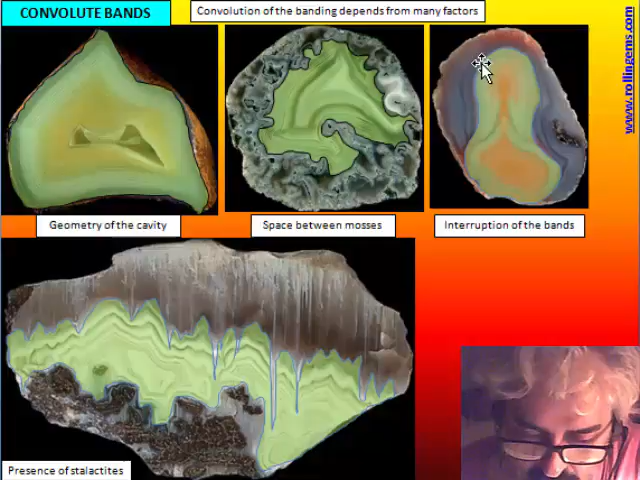 CONVOLUTE BANDS
Convolution of the banding depends from many factors
www.rollingems.com
Geometry of the cavity
Space between mosses
Interruption of the bands
Presence of stalactites